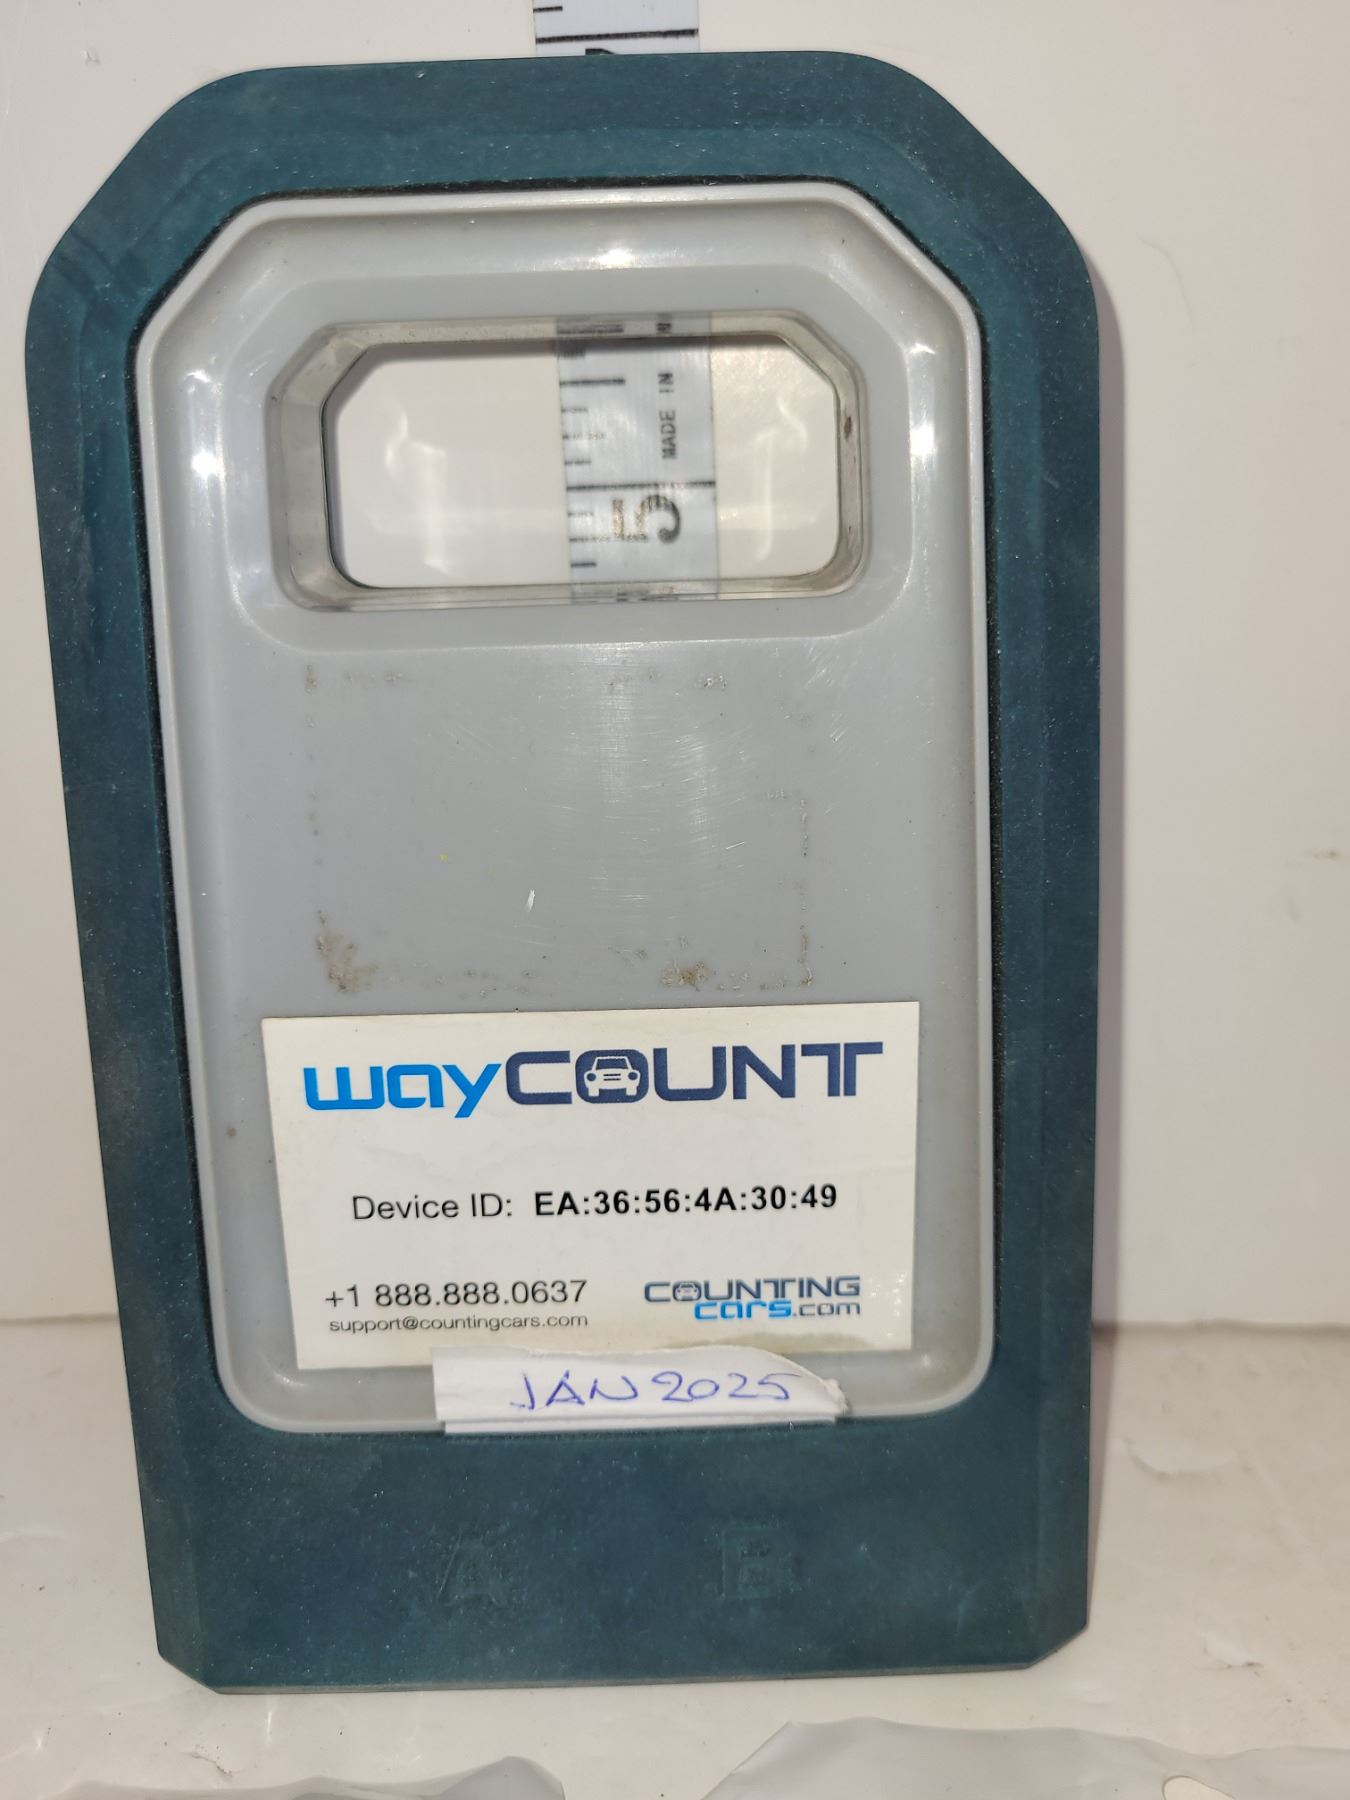 MADE IN
5
wayCOUNT
Device ID: EA:36:56:4A:30:49
+1 888.888.0637
support@countingcars.com
COUNTING
cars.com
JAN 2025
A B